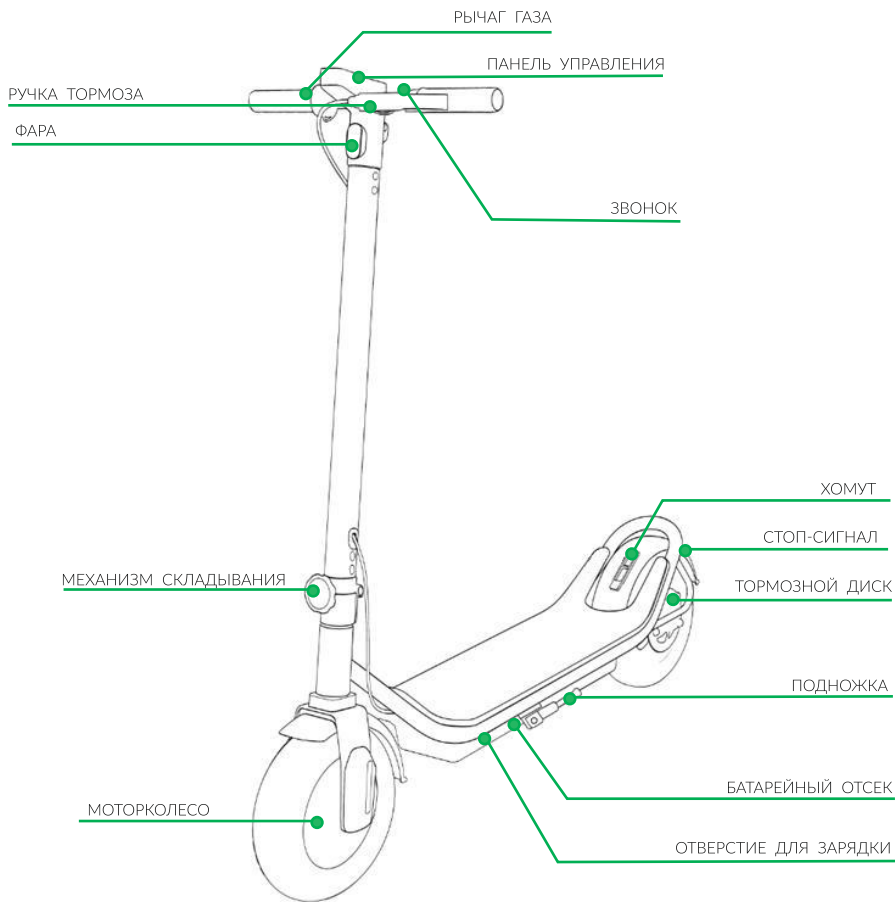 РЫЧАГ ГАЗА
ПАНЕЛЬ УПРАВЛЕНИЯ
РУЧКА ТОРМОЗА
ФАРА
ЗВОНОК
ХОМУТ
СТОП-СИГНАЛ
МЕХАНИЗМ СКЛАДЫВАНИЯ
ТОРМОЗНОЙ ДИСК
ПОДНОЖКА
БАТАРЕЙНЫЙ ОТСЕК
МОТОРКОЛЕСО
ОТВЕРСТИЕ ДЛЯ ЗАРЯДКИ